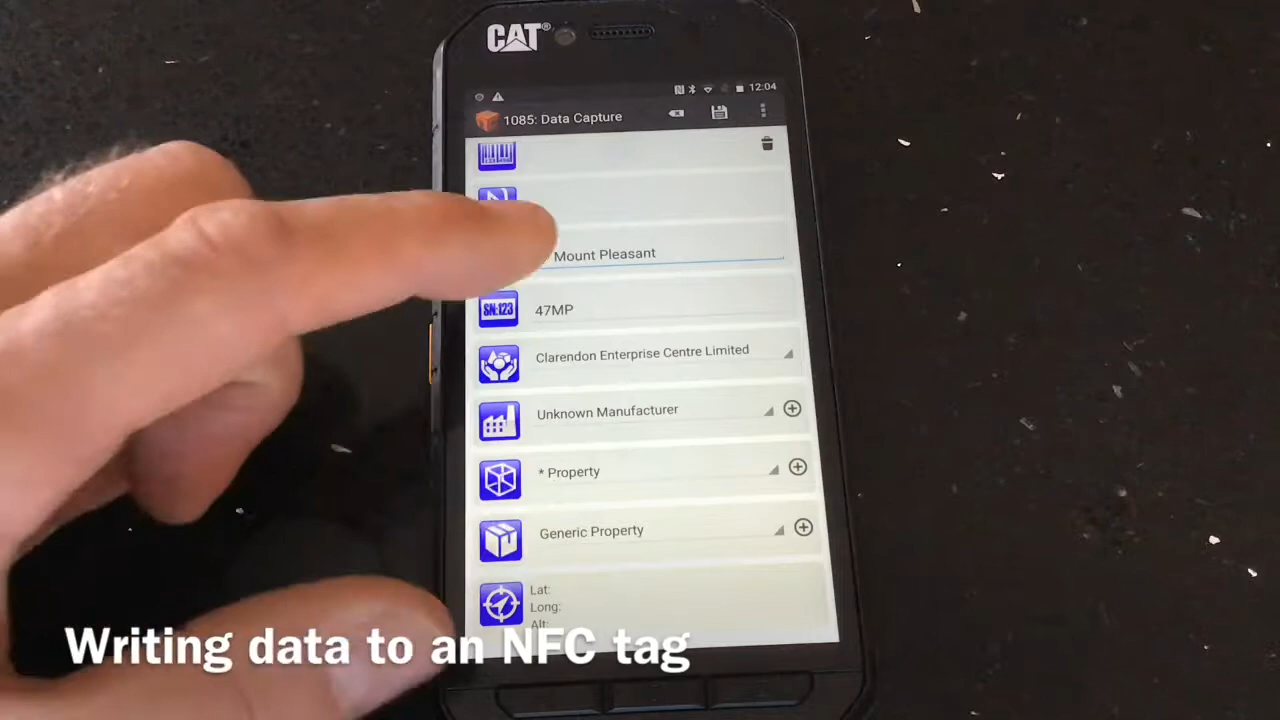 CAT®
12:04
1085: Data Capture
Mount Pleasant
SN:123
47MP
Clarendon Enterprise Centre Limited
Unknown Manufacturer
* Property
Generic Property
Lat:
Long:
Alt:
Writing data to an NFC tag